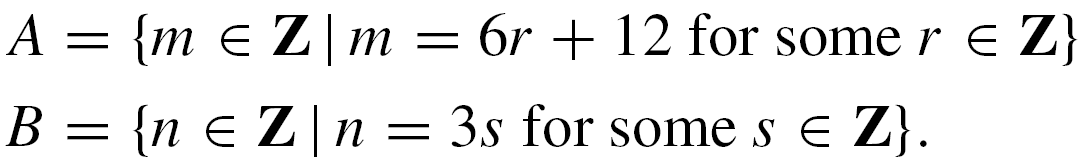 A = {m ∈ Z | m = 6r + 12 for some r ∈ Z}
B = {n ∈ Z | n = 3s for some s ∈ Z}.